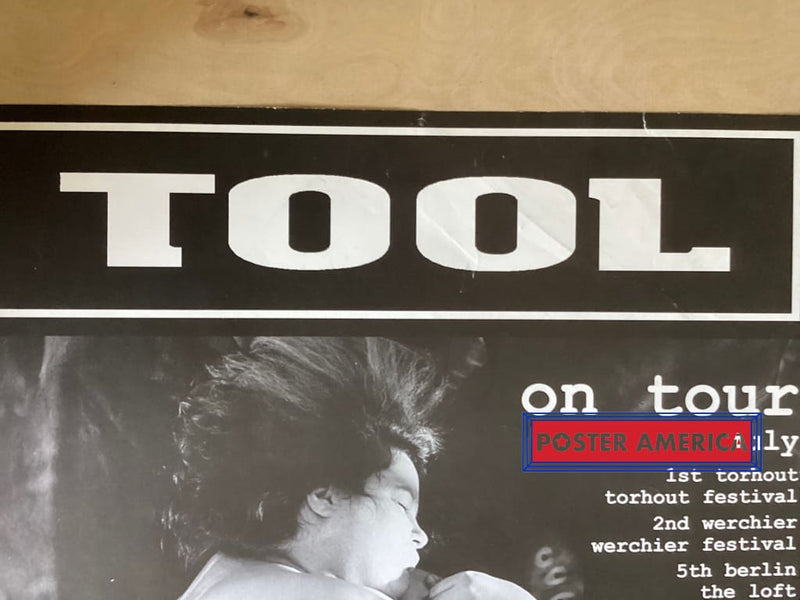 TOOL
on tour
POSTER AMERICA
1st torhout
torhout festival
2nd werchier
werchier festival
5th berlin
the loft